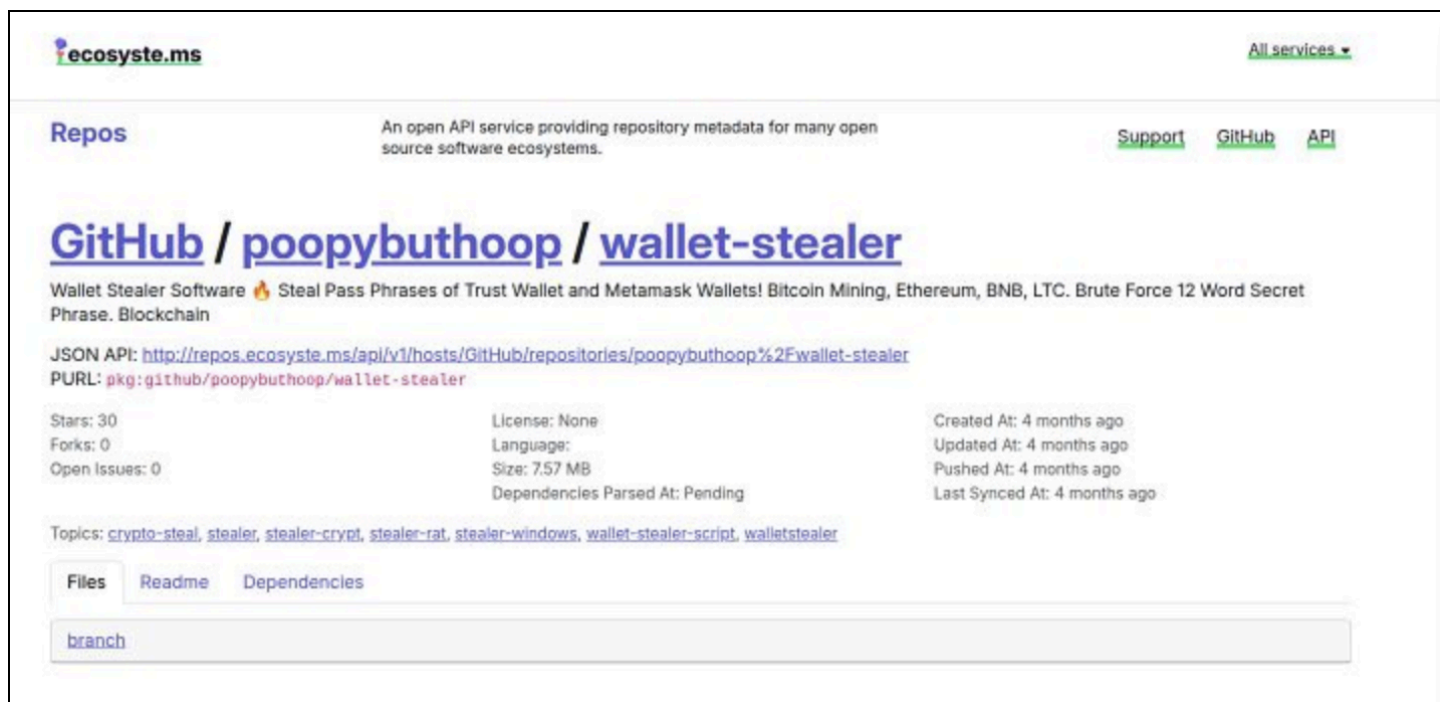 ecosyste.ms
All services
Repos
An open API service providing repository metadata for many open
source software ecosystems.
Support GitHub API
GitHub / poopybuthoop / wallet-stealer
Wallet Stealer Software 🔥 Steal Pass Phrases of Trust Wallet and Metamask Wallets! Bitcoin Mining, Ethereum, BNB, LTC. Brute Force 12 Word Secret
Phrase. Blockchain
JSON API: http://repos.ecosyste.ms/api/v1/hosts/GitHub/repositories/poopybuthoop%2Fwallet-stealer
PURL: pkg:github/poopybuthoop/wallet-stealer
Stars: 30
Forks: 0
Open Issues: 0
License: None
Language:
Size: 7.57 MB
Dependencies Parsed At: Pending
Created At: 4 months ago
Updated At: 4 months ago
Pushed At: 4 months ago
Last Synced At: 4 months ago
Topics: crypto-steal, stealer, stealer-crypt, stealer-rat, stealer-windows, wallet-stealer-script, walletstealer
Files Readme Dependencies
branch